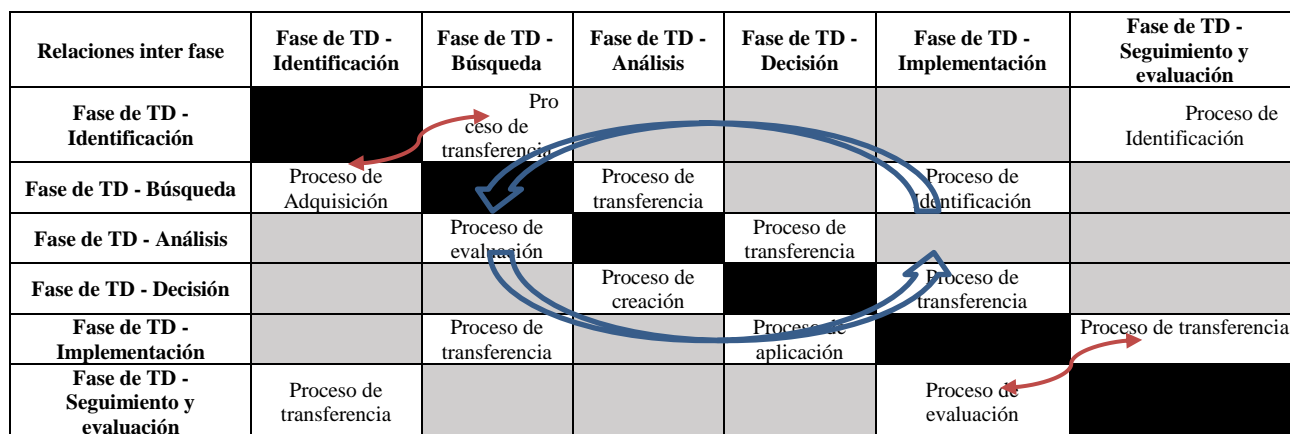 Relaciones inter fase
Fase de TD -
Identificación
Fase de TD -
Búsqueda
Fase de TD -
Análisis
Fase de TD -
Decisión
Fase de TD -
Implementación
Fase de TD -
Seguimiento y
evaluación
Fase de TD -
Identificación
Pro
ceso de
transferencia
Proceso de
Identificación
Fase de TD - Búsqueda
Proceso de
Adquisición
Proceso de
transferencia
Proceso de
Identificación
Fase de TD - Análisis
Proceso de
evaluación
Proceso de
transferencia
Fase de TD - Decisión
Proceso de
creación
Proceso de
transferencia
Fase de TD -
Implementación
Proceso de
transferencia
Proceso de
aplicación
Proceso de transferencia
Fase de TD -
Seguimiento y
evaluación
Proceso de
transferencia
Proceso de
evaluación